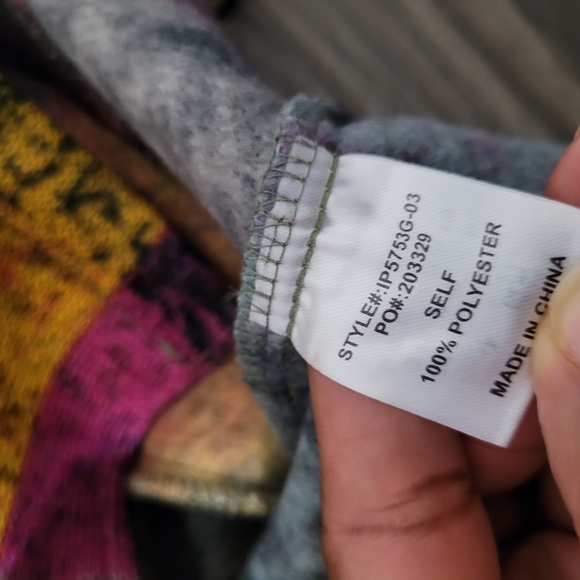 STYLE#:IP5753G-03
PO#:203329
SELF
100% POLYESTER
MADE IN CHINA